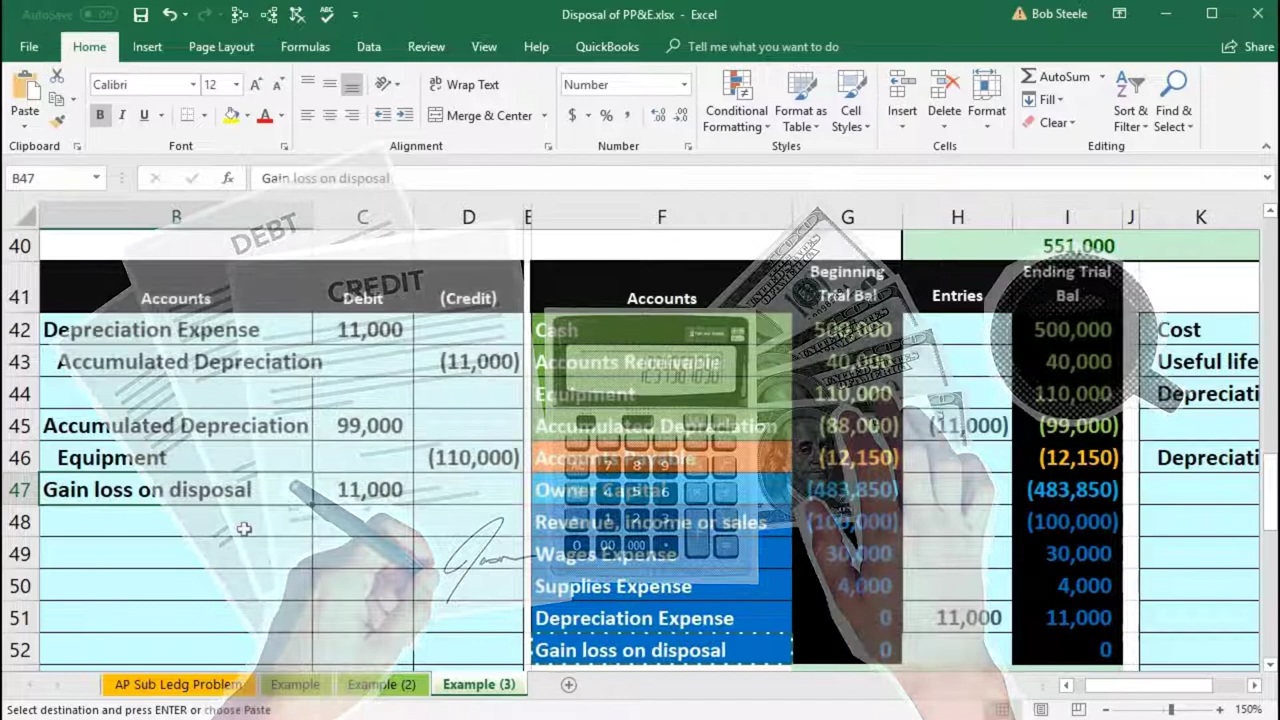 AutoSave Off Disposal of PP&E.xlsx - Excel Bob Steele
File Home Insert Page Layout Formulas Data Review View Help QuickBooks Tell me what you want to do Share
Paste Calibri 12 Wrap Text Number AutoSum
B I U Merge & Center $ % Conditional Formatting Format as Table Cell Styles Insert Delete Format Fill Clear Sort & Filter Find & Select
Clipboard Font Alignment Number Styles Cells Editing
B47 fx Gain loss on disposal
B C D E F G H I J K
DEBT
CREDIT
40 551,000
41 Accounts Debit (Credit) Accounts Beginning Trial Bal Entries Ending Trial Bal
42 Depreciation Expense 11,000 Cash 500,000 500,000 Cost
43 Accumulated Depreciation (11,000) Accounts Receivable 40,000 40,000 Useful life
44 Equipment 110,000 110,000 Depreciati
45 Accumulated Depreciation 99,000 Accumulated Depreciation (88,000) (11,000) (99,000)
46 Equipment (110,000) Accounts Payable (12,150) (12,150) Depreciati
47 Gain loss on disposal 11,000 Owner Capital (483,850) (483,850)
48 Revenue, income or sales (100,000) (100,000)
49 Wages Expense 30,000 30,000
50 Supplies Expense 4,000 4,000
51 Depreciation Expense 0 11,000 11,000
52 Gain loss on disposal 0 0
AP Sub Ledg Problem Example Example (2) Example (3)
Select destination and press ENTER or choose Paste 150%